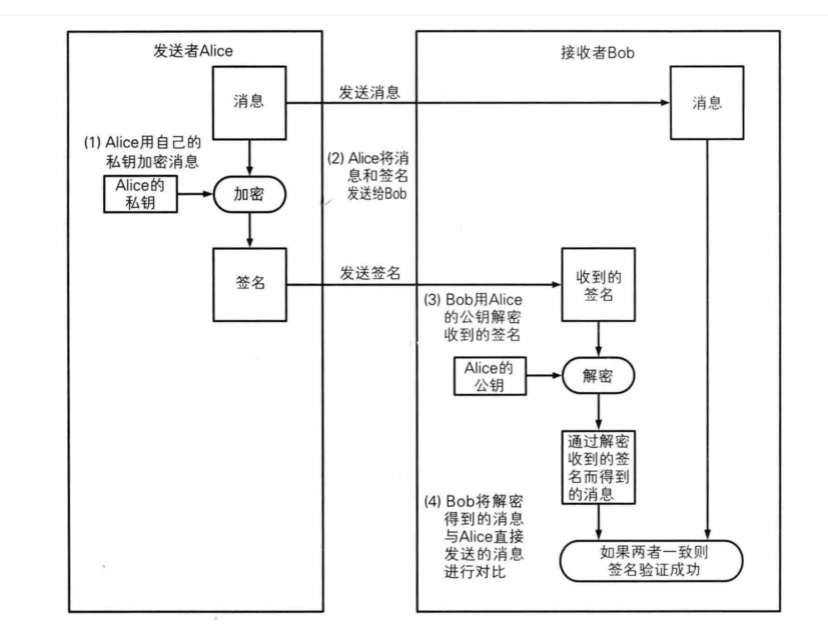 发送者Alice
接收者Bob
消息
发送消息
消息
(1) Alice用自己的
私钥加密消息
Alice的
私钥
加密
(2) Alice将消
息和签名
发送给Bob
签名
发送签名
收到的
签名
(3) Bob用Alice
的公钥解密
收到的签名
Alice的
公钥
解密
通过解密
收到的签
名而得到
的消息
(4) Bob将解密
得到的消息
与Alice直接
发送的消息
进行对比
如果两者一致则
签名验证成功